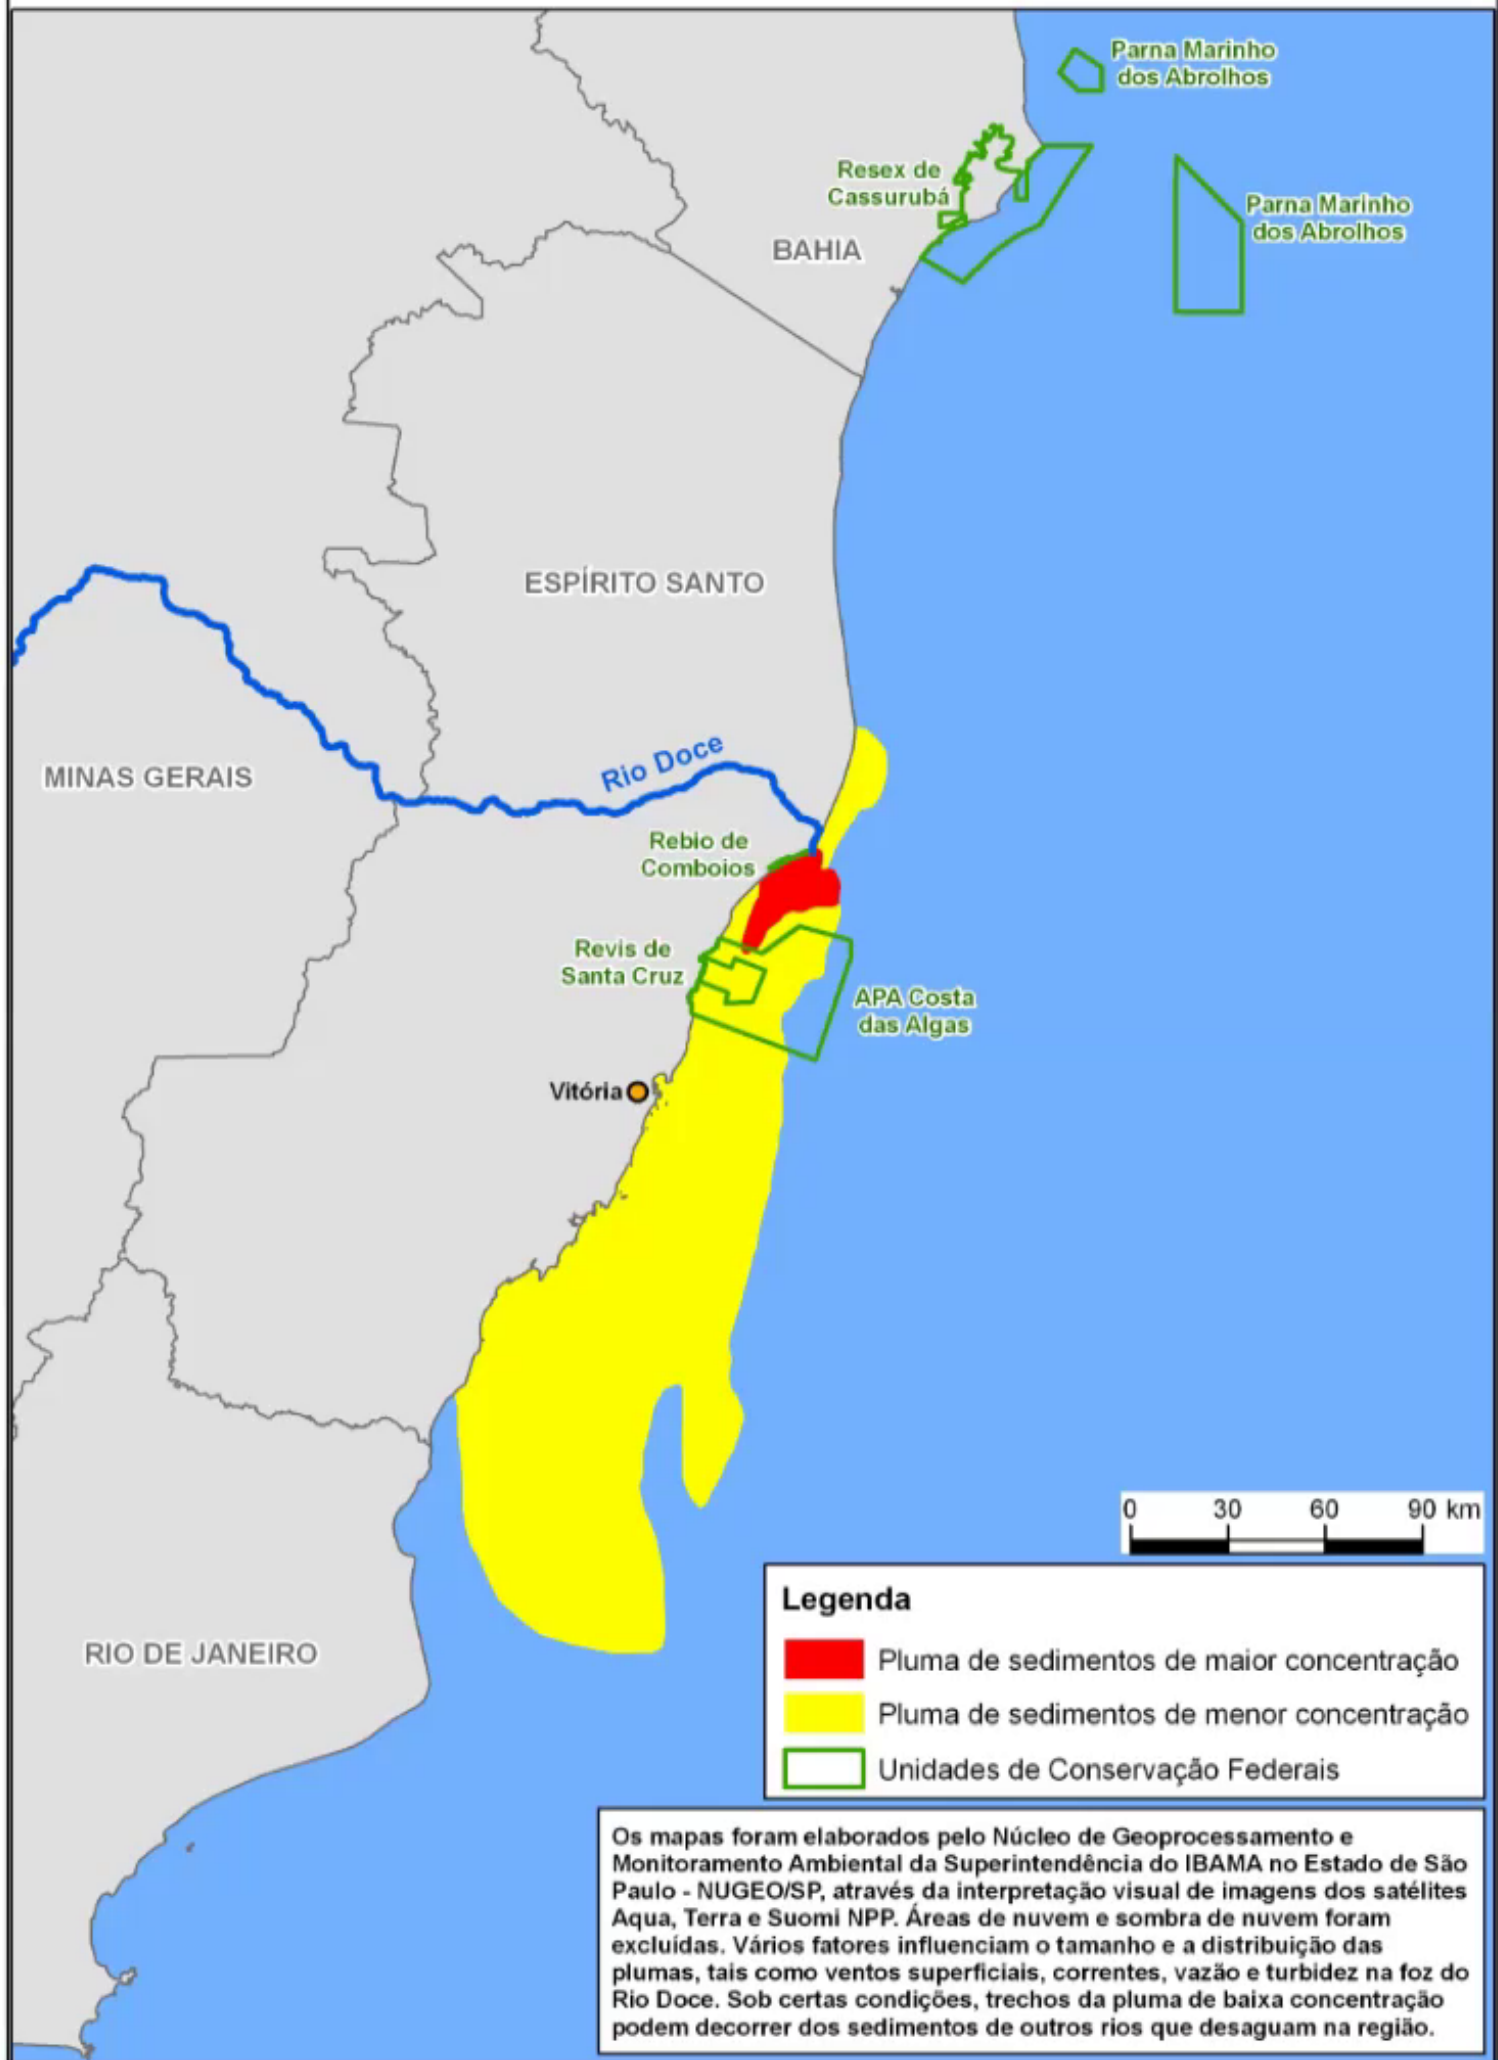 Parna Marinho
dos Abrolhos
Resex de
Cassurubá
Parna Marinho
dos Abrolhos
BAHIA
ESPÍRITO SANTO
MINAS GERAIS
Rio Doce
Rebio de
Comboios
Revis de
Santa Cruz
APA Costa
das Algas
Vitória
RIO DE JANEIRO
0 30 60 90 km
Legenda
Pluma de sedimentos de maior concentração
Pluma de sedimentos de menor concentração
Unidades de Conservação Federais
Os mapas foram elaborados pelo Núcleo de Geoprocessamento e
Monitoramento Ambiental da Superintendência do IBAMA no Estado de São
Paulo - NUGEO/SP, através da interpretação visual de imagens dos satélites
Aqua, Terra e Suomi NPP. Áreas de nuvem e sombra de nuvem foram
excluídas. Vários fatores influenciam o tamanho e a distribuição das
plumas, tais como ventos superficiais, correntes, vazão e turbidez na foz do
Rio Doce. Sob certas condições, trechos da pluma de baixa concentração
podem decorrer dos sedimentos de outros rios que desaguam na região.